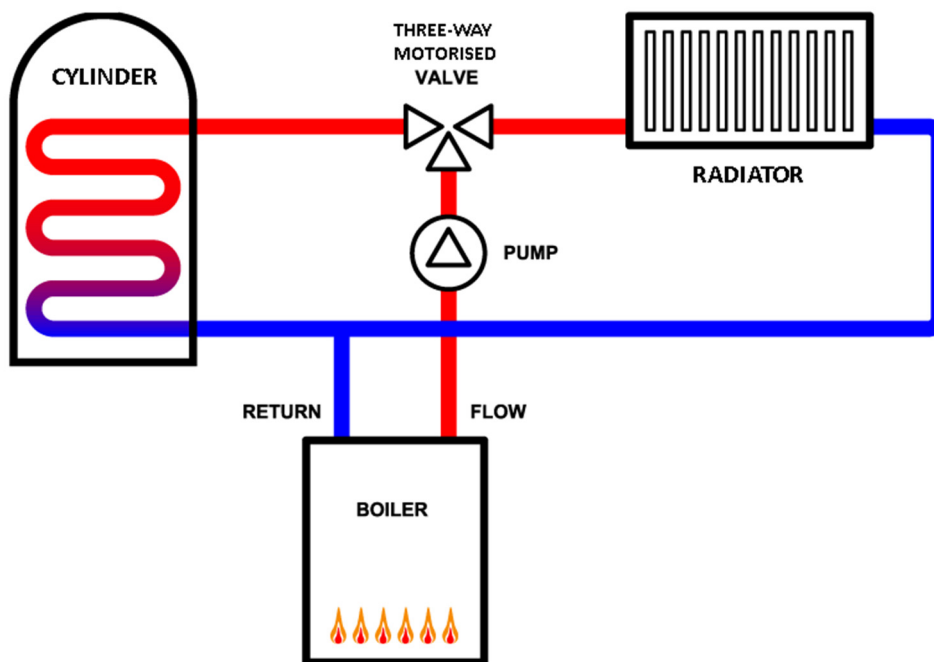 THREE-WAY
MOTORISED
VALVE
CYLINDER
RADIATOR
PUMP
RETURN
FLOW
BOILER